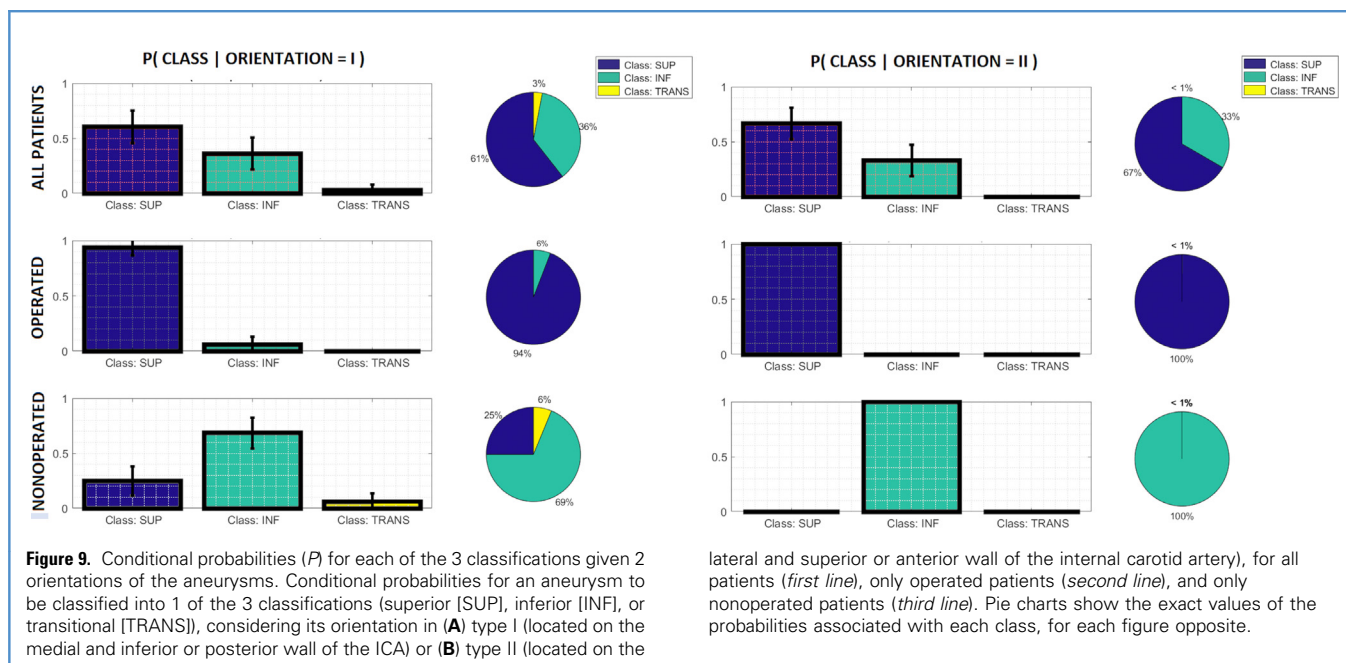 P( CLASS | ORIENTATION = I )
ALL PATIENTS
1
0.5
0
Class: SUP
Class: INF
Class: TRANS
Class: SUP
Class: INF
Class: TRANS
3%
36%
61%
OPERATED
1
0.5
0
Class: SUP
Class: INF
Class: TRANS
6%
94%
NONOPERATED
1
0.5
0
Class: SUP
Class: INF
Class: TRANS
25%
6%
69%
P( CLASS | ORIENTATION = II )
1
0.5
0
Class: SUP
Class: INF
Class: TRANS
Class: SUP
Class: INF
Class: TRANS
< 1%
33%
67%
1
0.5
0
Class: SUP
Class: INF
Class: TRANS
< 1%
100%
1
0.5
0
Class: SUP
Class: INF
Class: TRANS
< 1%
100%
Figure 9. Conditional probabilities (P) for each of the 3 classifications given 2
orientations of the aneurysms. Conditional probabilities for an aneurysm to
be classified into 1 of the 3 classifications (superior [SUP], inferior [INF], or
transitional [TRANS]), considering its orientation in (A) type I (located on the
medial and inferior or posterior wall of the ICA) or (B) type II (located on the
lateral and superior or anterior wall of the internal carotid artery), for all
patients (first line), only operated patients (second line), and only
nonoperated patients (third line). Pie charts show the exact values of the
probabilities associated with each class, for each figure opposite.